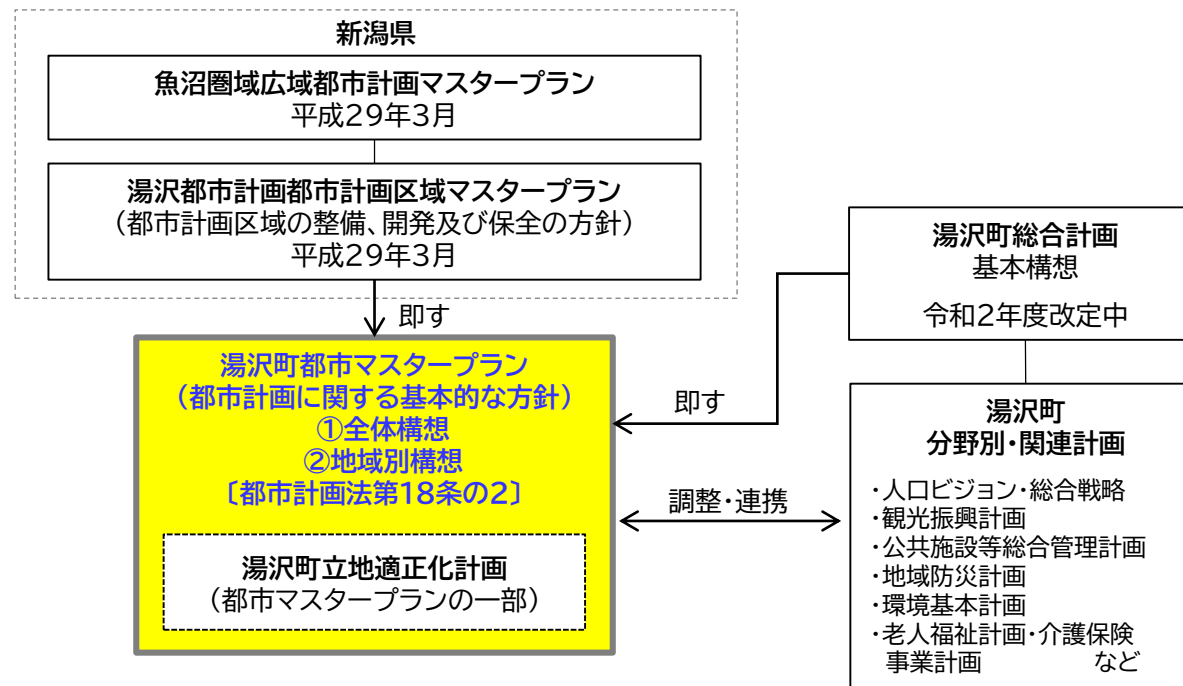 新潟県
魚沼圏域広域都市計画マスタープラン
平成29年3月
湯沢都市計画都市計画区域マスタープラン
(都市計画区域の整備、開発及び保全の方針)
平成29年3月
即す
湯沢町総合計画
基本構想
令和2年度改定中
湯沢町都市マスタープラン
(都市計画に関する基本的な方針)
①全体構想
②地域別構想
〔都市計画法第18条の2〕
湯沢町立地適正化計画
(都市マスタープランの一部)
即す
調整・連携
湯沢町
分野別・関連計画
・人口ビジョン・総合戦略
・観光振興計画
・公共施設等総合管理計画
・地域防災計画
・環境基本計画
・老人福祉計画・介護保険
事業計画 など